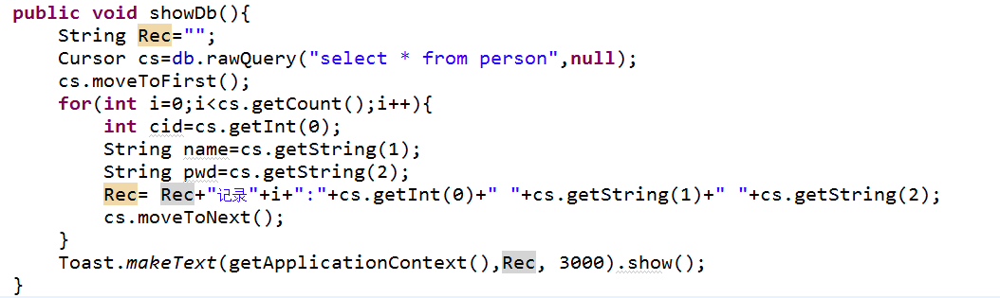 public void showDb(){
    String Rec="";
    Cursor cs=db.rawQuery("select * from person",null);
    cs.moveToFirst();
    for(int i=0;i<cs.getCount();i++){
        int cid=cs.getInt(0);
        String name=cs.getString(1);
        String pwd=cs.getString(2);
        Rec= Rec+"记录"+i+":"+cs.getInt(0)+" "+cs.getString(1)+" "+cs.getString(2);
        cs.moveToNext();
    }
    Toast.makeText(getApplicationContext(),Rec, 3000).show();
}